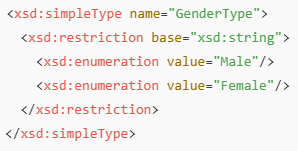 <xsd:simpleType name="GenderType">
  <xsd:restriction base="xsd:string">
    <xsd:enumeration value="Male"/>
    <xsd:enumeration value="Female"/>
  </xsd:restriction>
</xsd:simpleType>